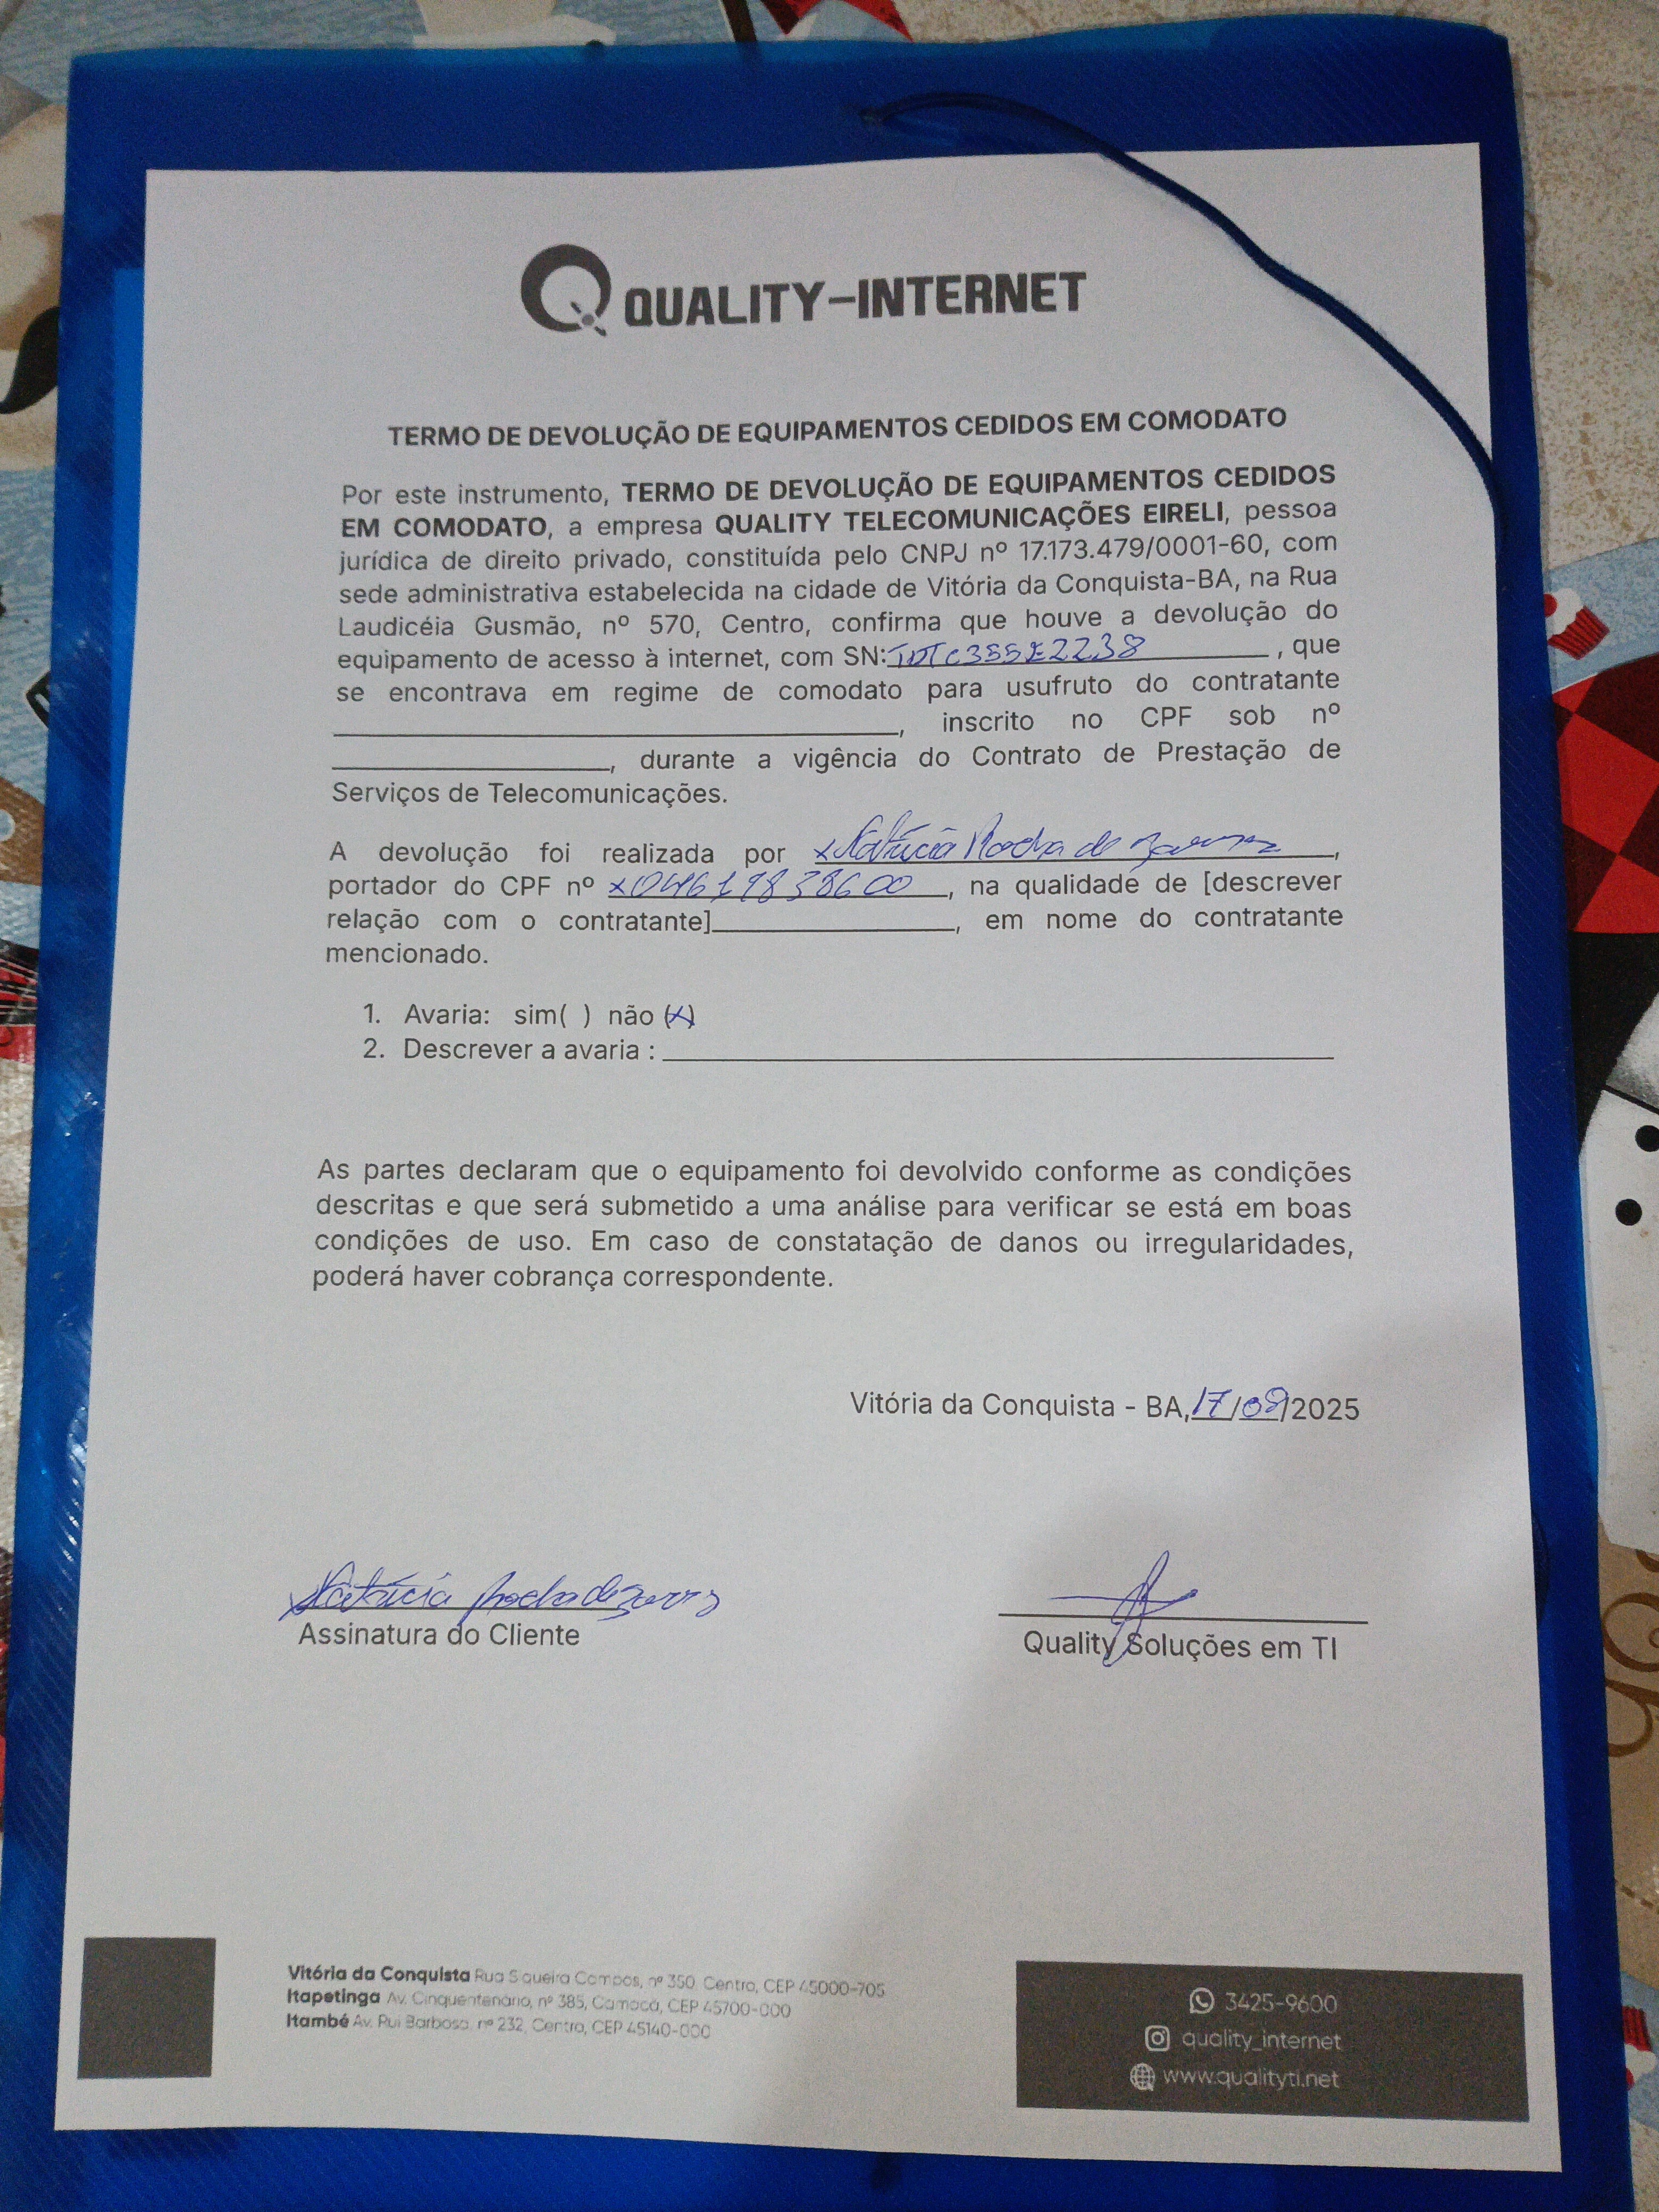 QUALITY-INTERNET
TERMO DE DEVOLUÇÃO DE EQUIPAMENTOS CEDIDOS EM COMODATO
Por este instrumento, TERMO DE DEVOLUÇÃO DE EQUIPAMENTOS CEDIDOS
EM COMODATO, a empresa QUALITY TELECOMUNICAÇÕES EIRELI, pessoa
jurídica de direito privado, constituída pelo CNPJ nº 17.173.479/0001-60, com
sede administrativa estabelecida na cidade de Vitória da Conquista-BA, na Rua
Laudicéia Gusmão, nº 570, Centro, confirma que houve a devolução do
equipamento de acesso à internet, com SN: , que
se encontrava em regime de comodato para usufruto do contratante
, inscrito no CPF sob nº
, durante a vigência do Contrato de Prestação de
Serviços de Telecomunicações.
A devolução foi realizada por x Rocha de ,
portador do CPF nº x04619838600, na qualidade de [descrever
relação com o contratante] , em nome do contratante
mencionado.
1. Avaria: sim( ) não (x)
2. Descrever a avaria :
As partes declaram que o equipamento foi devolvido conforme as condições
descritas e que será submetido a uma análise para verificar se está em boas
condições de uso. Em caso de constatação de danos ou irregularidades,
poderá haver cobrança correspondente.
Vitória da Conquista - BA, 17/09/2025
Rocha de
Assinatura do Cliente
Quality Soluções em TI
Vitória da Conquista Rua Siqueira Campos, nº 350, Centro, CEP 45000-705
Itapetinga Av. Cinquentenário, nº 385, Camacã, CEP 45700-000
Itambé Av. Rui Barbosa, nº 232, Centro, CEP 45140-000
3425-9600
quality_internet
www.qualityti.net